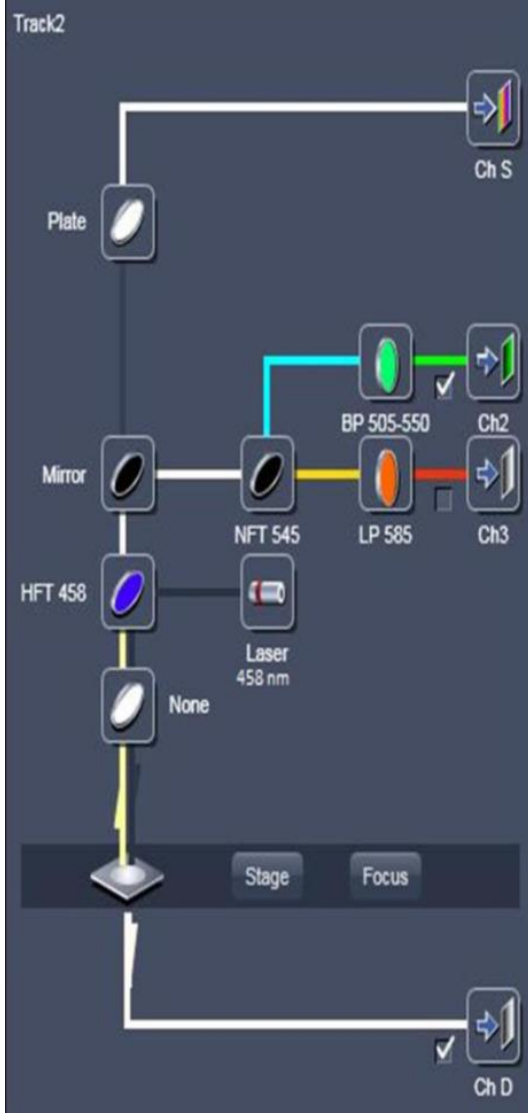 Track2
Ch S
Plate
BP 505-550
Ch2
Mirror
NFT 545
LP 585
Ch3
HFT 458
Laser
458 nm
None
Stage
Focus
Ch D